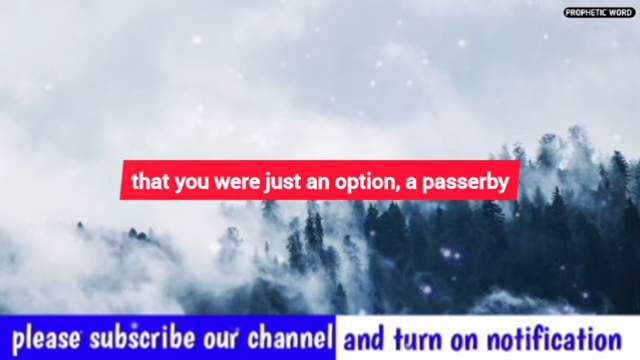 PROPHETIC WORD
that you were just an option, a passerby
please subscribe our channel and turn on notification